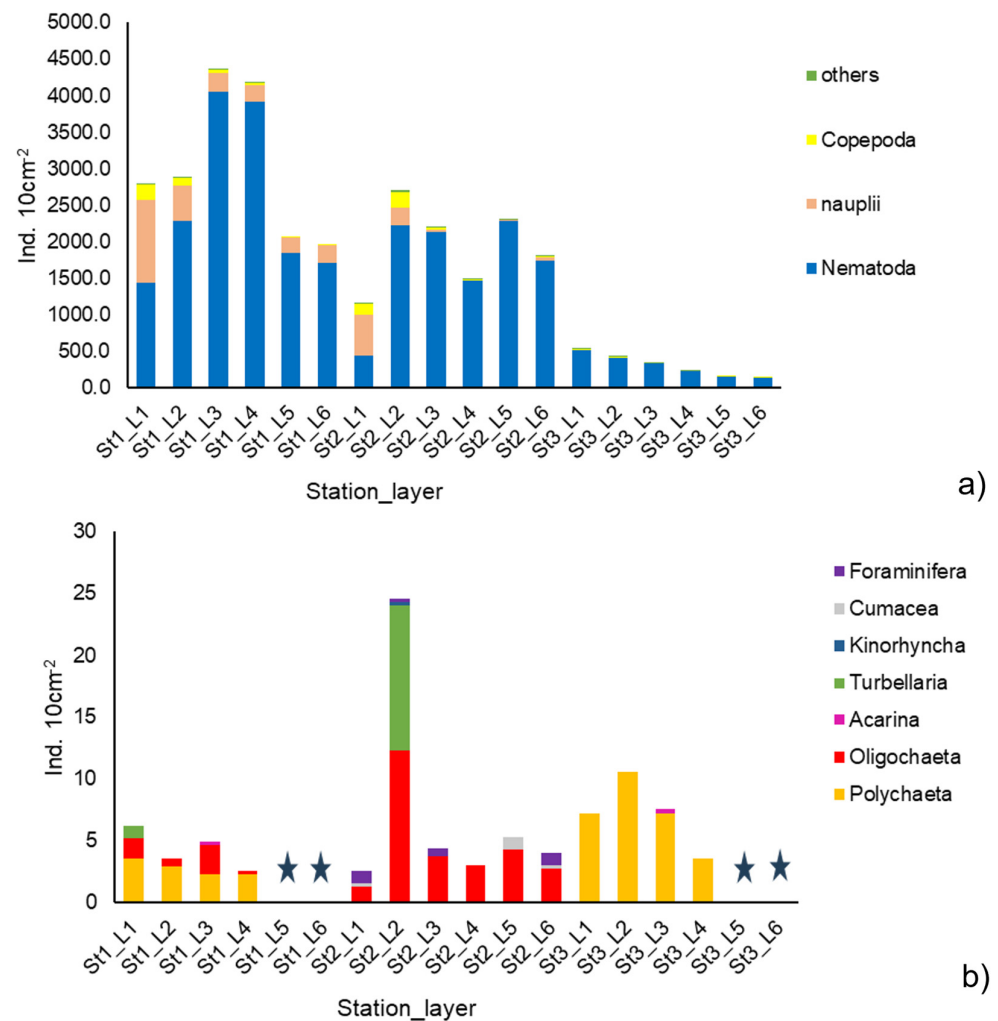 5000.0
4500.0
4000.0
3500.0
3000.0
2500.0
2000.0
1500.0
1000.0
500.0
0.0
Ind. 10cm-2
others
Copepoda
nauplii
Nematoda
St1_L1
St1_L2
St1_L3
St1_L4
St1_L5
St1_L6
St2_L1
St2_L2
St2_L3
St2_L4
St2_L5
St2_L6
St3_L1
St3_L2
St3_L3
St3_L4
St3_L5
St3_L6
Station_layer
a)
30
25
20
15
10
5
0
Ind. 10cm-2
Foraminifera
Cumacea
Kinorhyncha
Turbellaria
Acarina
Oligochaeta
Polychaeta
St1_L1
St1_L2
St1_L3
St1_L4
St1_L5
St1_L6
St2_L1
St2_L2
St2_L3
St2_L4
St2_L5
St2_L6
St3_L1
St3_L2
St3_L3
St3_L4
St3_L5
St3_L6
Station_layer
b)